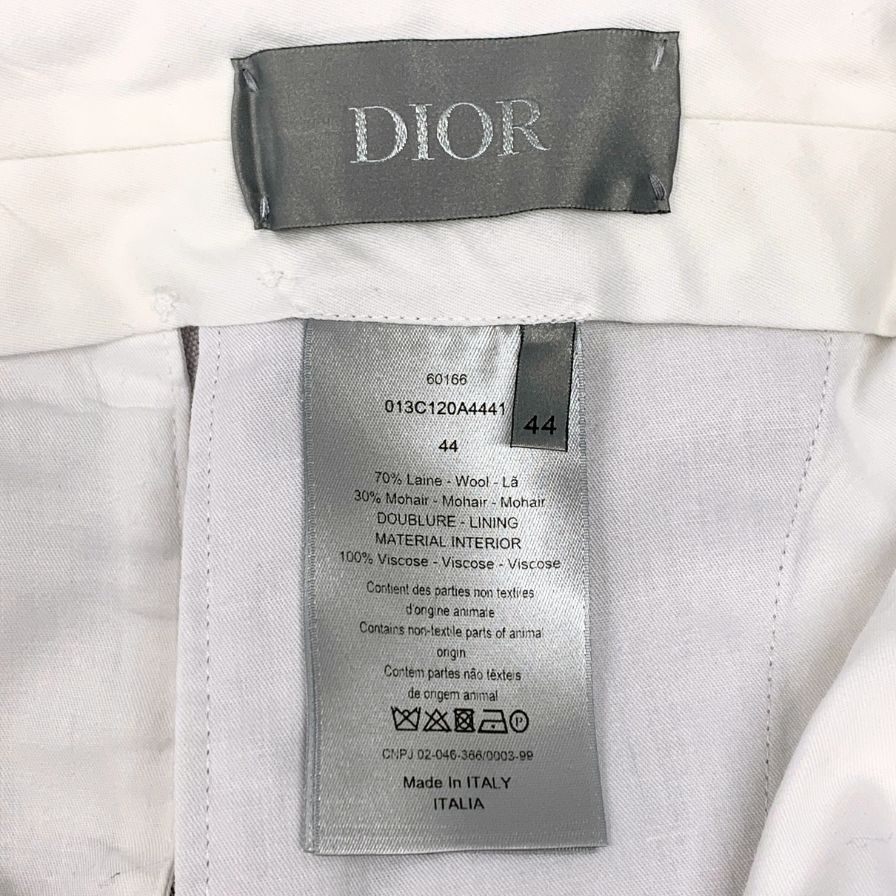 DIOR
60166
013C120A4441
44
44
70% Laine - Wool - Lã
30% Mohair - Mohair - Mohair
DOUBLURE - LINING
MATERIAL INTERIOR
100% Viscose - Viscose - Viscose
Contient des parties non textiles
d'origine animale
Contains non-textile parts of animal
origin
Contém partes não têxteis
de origem animal
P
CNPJ 02-046-366/0003-99
Made In ITALY
ITALIA